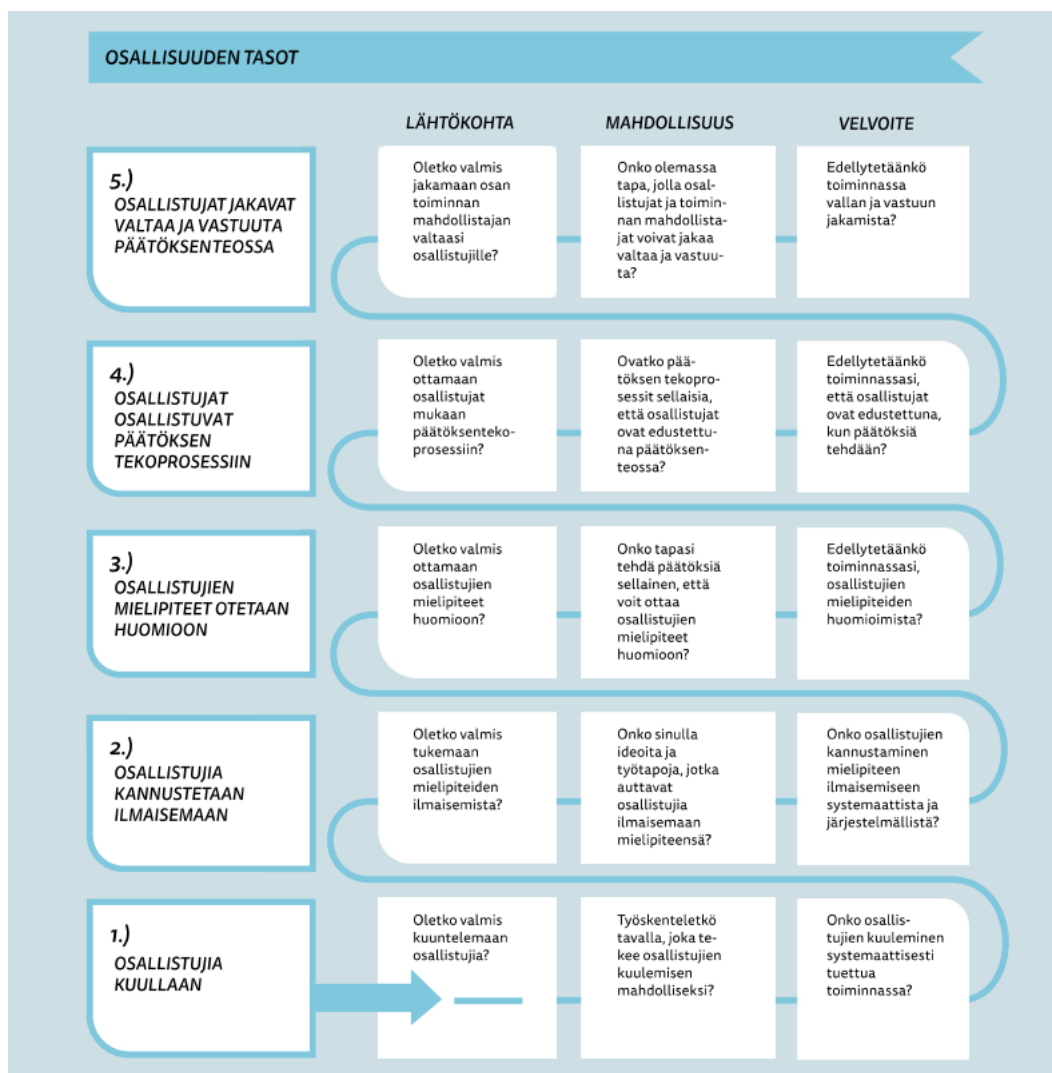 OSALLISUUDEN TASOT
LÄHTÖKOHTA
MAHDOLLISUUS
VELVOITE
5.)
OSALLISTUJAT JAKAVAT
VALTAA JA VASTUUTA
PÄÄTÖKSENTEOSSA
Oletko valmis
jakamaan osan
toiminnan
mahdollistajan
valtaasi
osallistujille?
Onko olemassa
tapa, jolla osal-
listujat ja toimin-
nan mahdollista-
jat voivat jakaa
valtaa ja vastuu-
ta?
Edellytetäänkö
toiminnassa
vallan ja vastuun
jakamista?
4.)
OSALLISTUJAT
OSALLISTUVAT
PÄÄTÖKSEN
TEKOPROSESSIIN
Oletko valmis
ottamaan
osallistujat
mukaan
päätöksenteko-
prosessiin?
Ovatko pää-
töksen tekopro-
sessit sellaisia,
että osallistujat
ovat edustettu-
na päätöksen-
teossa?
Edellytetäänkö
toiminnassasi,
että osallistujat
ovat edustettuna,
kun päätöksiä
tehdään?
3.)
OSALLISTUJIEN
MIELIPITEET OTETAAN
HUOMIOON
Oletko valmis
ottamaan
osallistujien
mielipiteet
huomioon?
Onko tapasi
tehdä päätöksiä
sellainen, että
voit ottaa
osallistujien
mielipiteet
huomioon?
Edellytetäänkö
toiminnassasi,
osallistujien
mielipiteiden
huomioimista?
2.)
OSALLISTUJIA
KANNUSTETAAN
ILMAISEMAAN
Oletko valmis
tukemaan
osallistujien
mielipiteiden
ilmaisemista?
Onko sinulla
ideoita ja
työtapoja, jotka
auttavat
osallistujia
ilmaisemaan
mielipiteensä?
Onko osallistujien
kannustaminen
mielipiteen
ilmaisemiseen
systemaattista ja
järjestelmällistä?
1.)
OSALLISTUJIA
KUULLAAN
Oletko valmis
kuuntelemaan
osallistujia?
Työskenteletkö
tavalla, joka te-
kee osallistujien
kuulemisen
mahdolliseksi?
Onko osallis-
tujien kuuleminen
systemaattisesti
tuettua
toiminnassa?